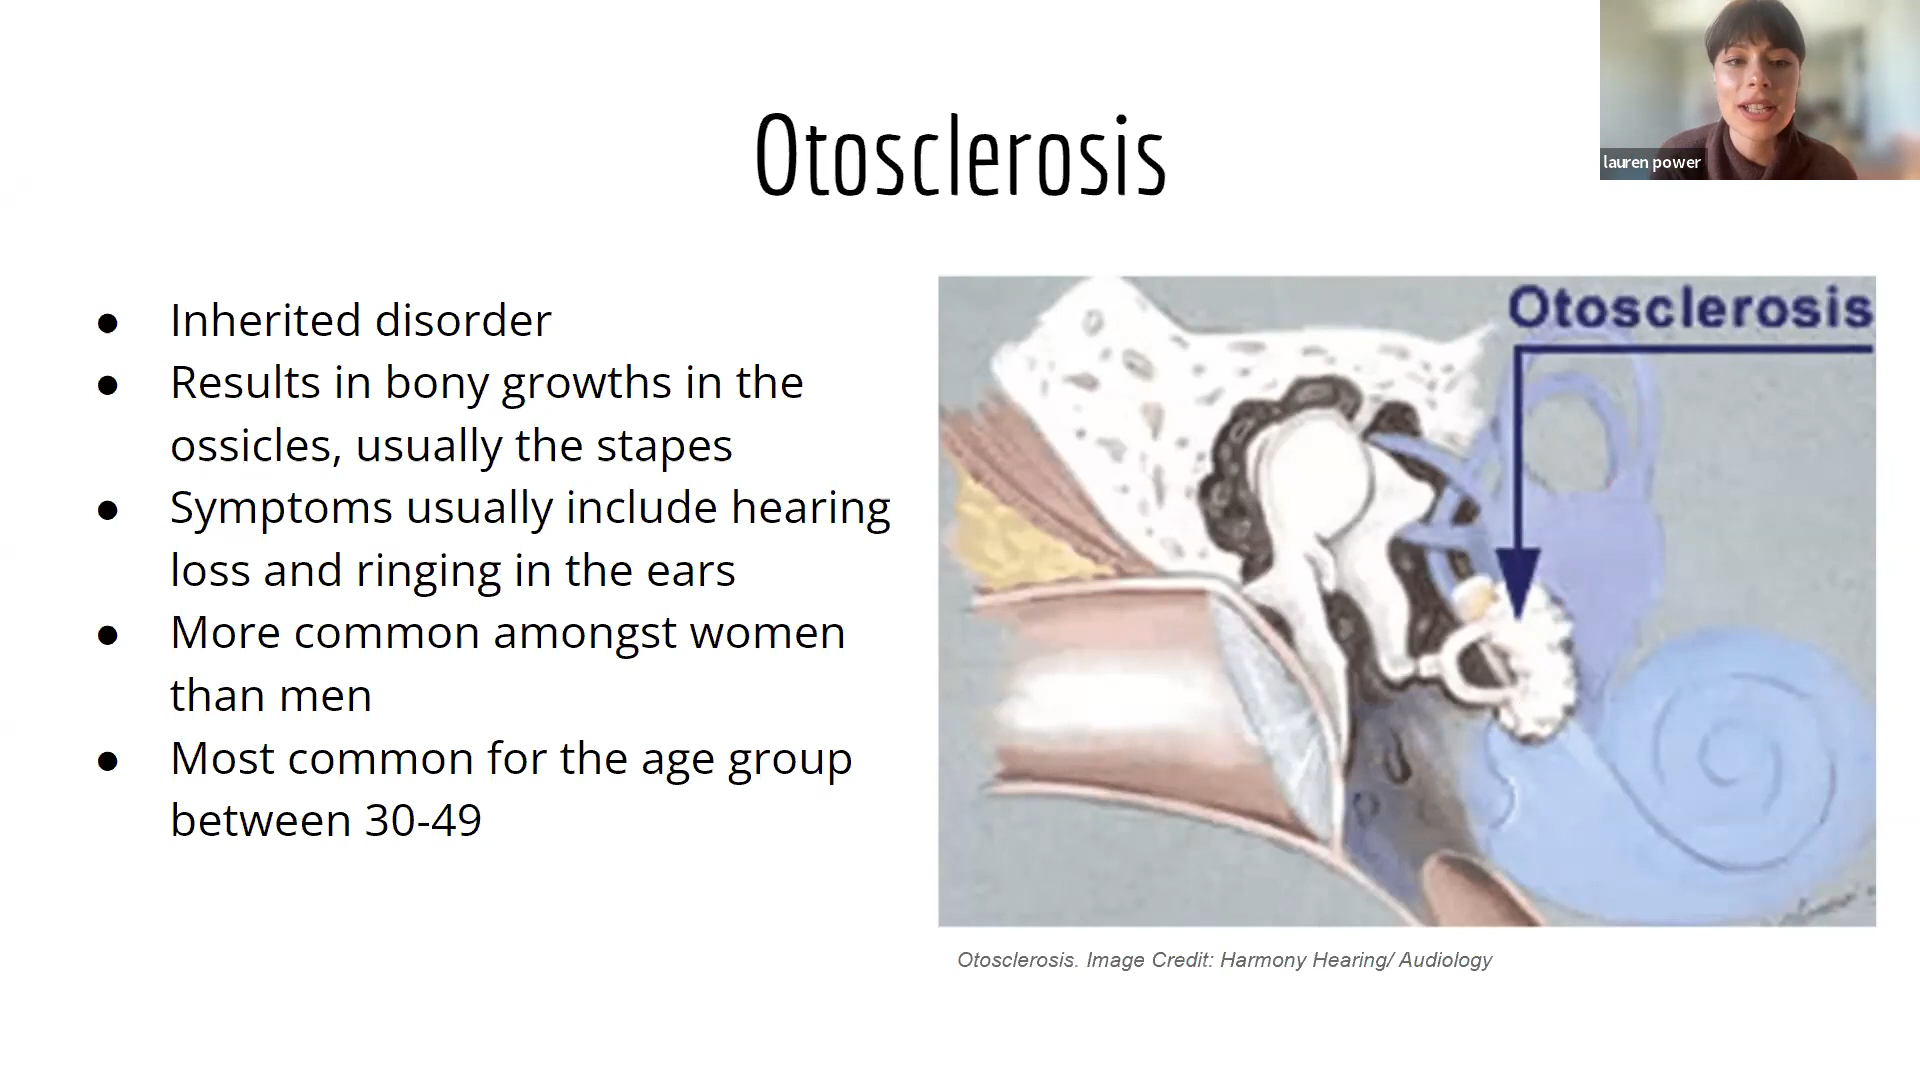 lauren power
Otosclerosis
● Inherited disorder
● Results in bony growths in the
ossicles, usually the stapes
● Symptoms usually include hearing
loss and ringing in the ears
● More common amongst women
than men
● Most common for the age group
between 30-49
Otosclerosis
Otosclerosis. Image Credit: Harmony Hearing/ Audiology